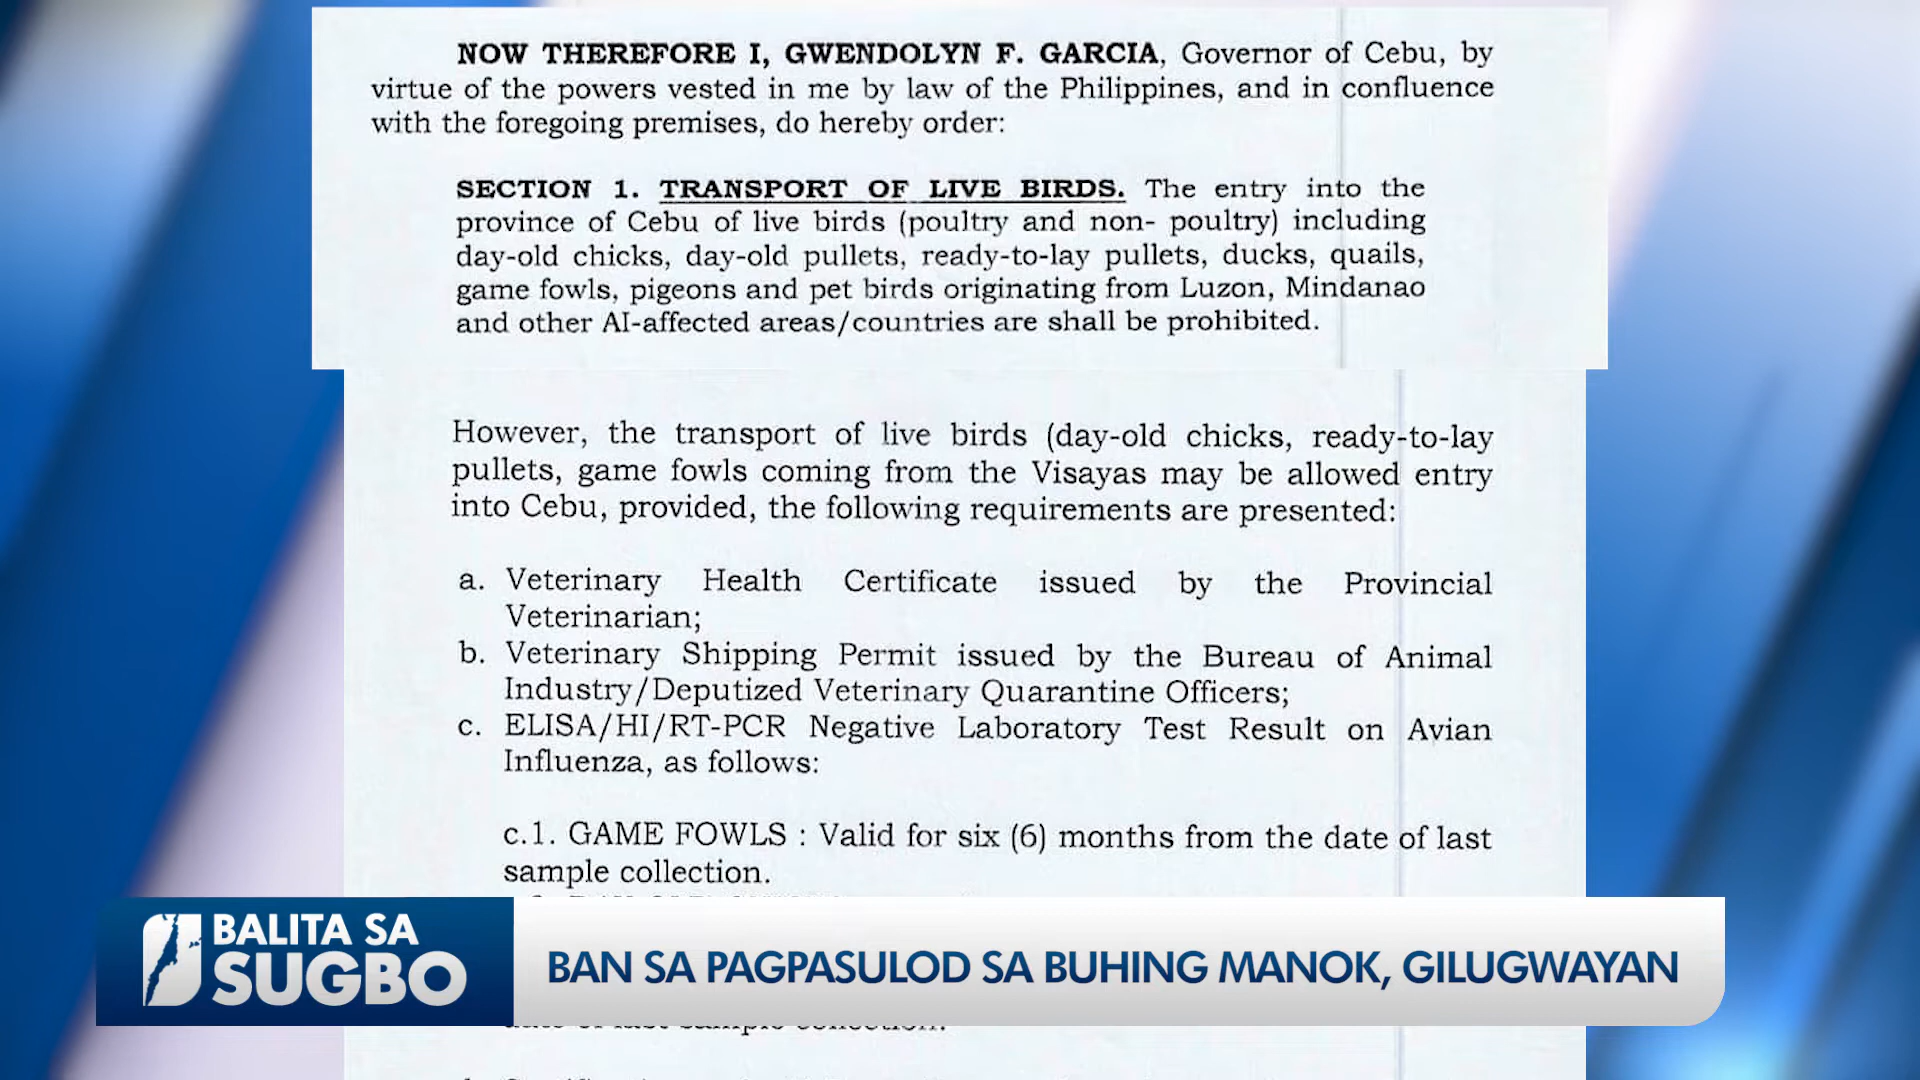 NOW THEREFORE I, GWENDOLYN F. GARCIA, Governor of Cebu, by
virtue of the powers vested in me by law of the Philippines, and in confluence
with the foregoing premises, do hereby order:
SECTION 1. TRANSPORT OF LIVE BIRDS. The entry into the
province of Cebu of live birds (poultry and non- poultry) including
day-old chicks, day-old pullets, ready-to-lay pullets, ducks, quails,
game fowls, pigeons and pet birds originating from Luzon, Mindanao
and other AI-affected areas/countries are shall be prohibited.
However, the transport of live birds (day-old chicks, ready-to-lay
pullets, game fowls coming from the Visayas may be allowed entry
into Cebu, provided, the following requirements are presented:
a. Veterinary Health Certificate issued by the Provincial
Veterinarian;
b. Veterinary Shipping Permit issued by the Bureau of Animal
Industry/Deputized Veterinary Quarantine Officers;
c. ELISA/HI/RT-PCR Negative Laboratory Test Result on Avian
Influenza, as follows:
c.1. GAME FOWLS : Valid for six (6) months from the date of last
sample collection.
BALITA SA
SUGBO
BAN SA PAGPASULOD SA BUHING MANOK, GILUGWAYAN